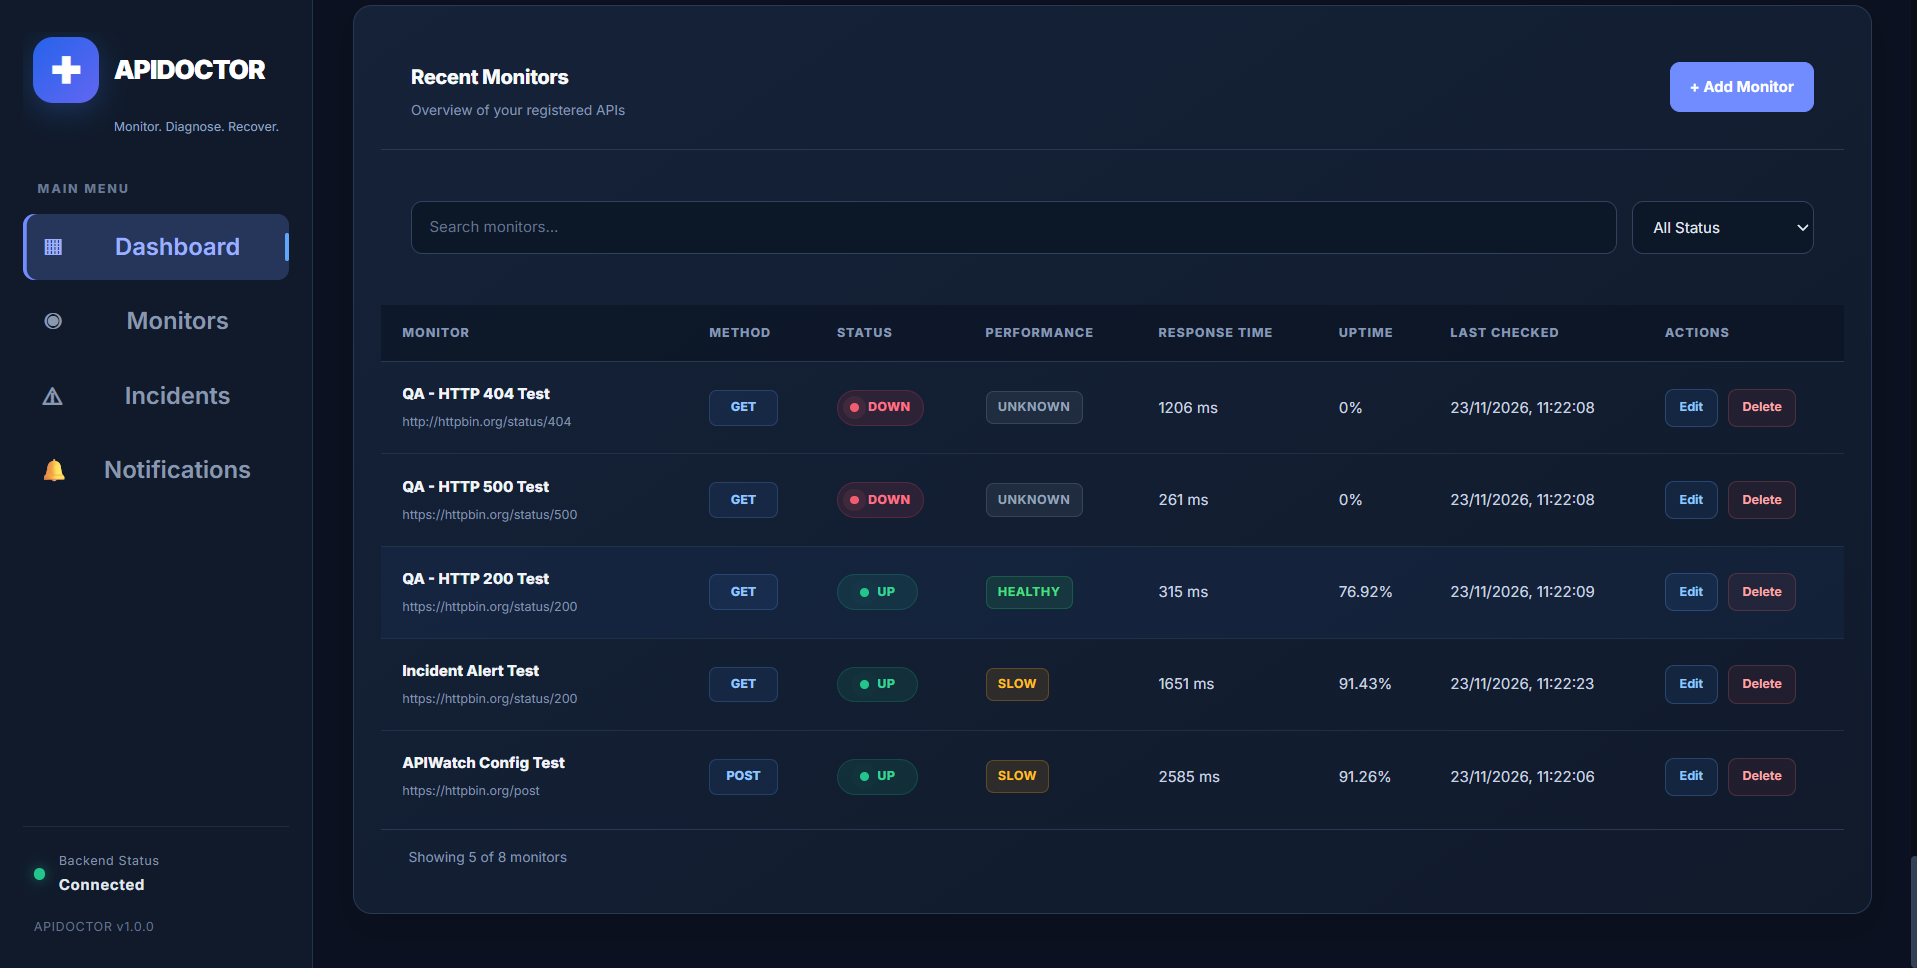 APIDOCTOR
Monitor. Diagnose. Recover.
MAIN MENU
Dashboard
Monitors
Incidents
Notifications
Backend Status
Connected
APIDOCTOR v1.0.0
Recent Monitors
Overview of your registered APIs
+ Add Monitor
Search monitors...
All Status
MONITOR METHOD STATUS PERFORMANCE RESPONSE TIME UPTIME LAST CHECKED ACTIONS
QA - HTTP 404 Test
http://httpbin.org/status/404
GET DOWN UNKNOWN 1206 ms 0% 23/11/2026, 11:22:08 Edit Delete
QA - HTTP 500 Test
https://httpbin.org/status/500
GET DOWN UNKNOWN 261 ms 0% 23/11/2026, 11:22:08 Edit Delete
QA - HTTP 200 Test
https://httpbin.org/status/200
GET UP HEALTHY 315 ms 76.92% 23/11/2026, 11:22:09 Edit Delete
Incident Alert Test
https://httpbin.org/status/200
GET UP SLOW 1651 ms 91.43% 23/11/2026, 11:22:23 Edit Delete
APIWatch Config Test
https://httpbin.org/post
POST UP SLOW 2585 ms 91.26% 23/11/2026, 11:22:06 Edit Delete
Showing 5 of 8 monitors